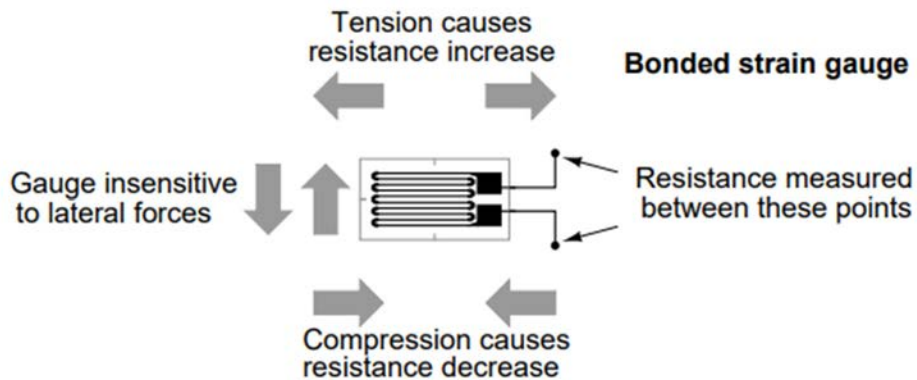 Tension causes
resistance increase
Bonded strain gauge
Gauge insensitive
to lateral forces
Resistance measured
between these points
Compression causes
resistance decrease